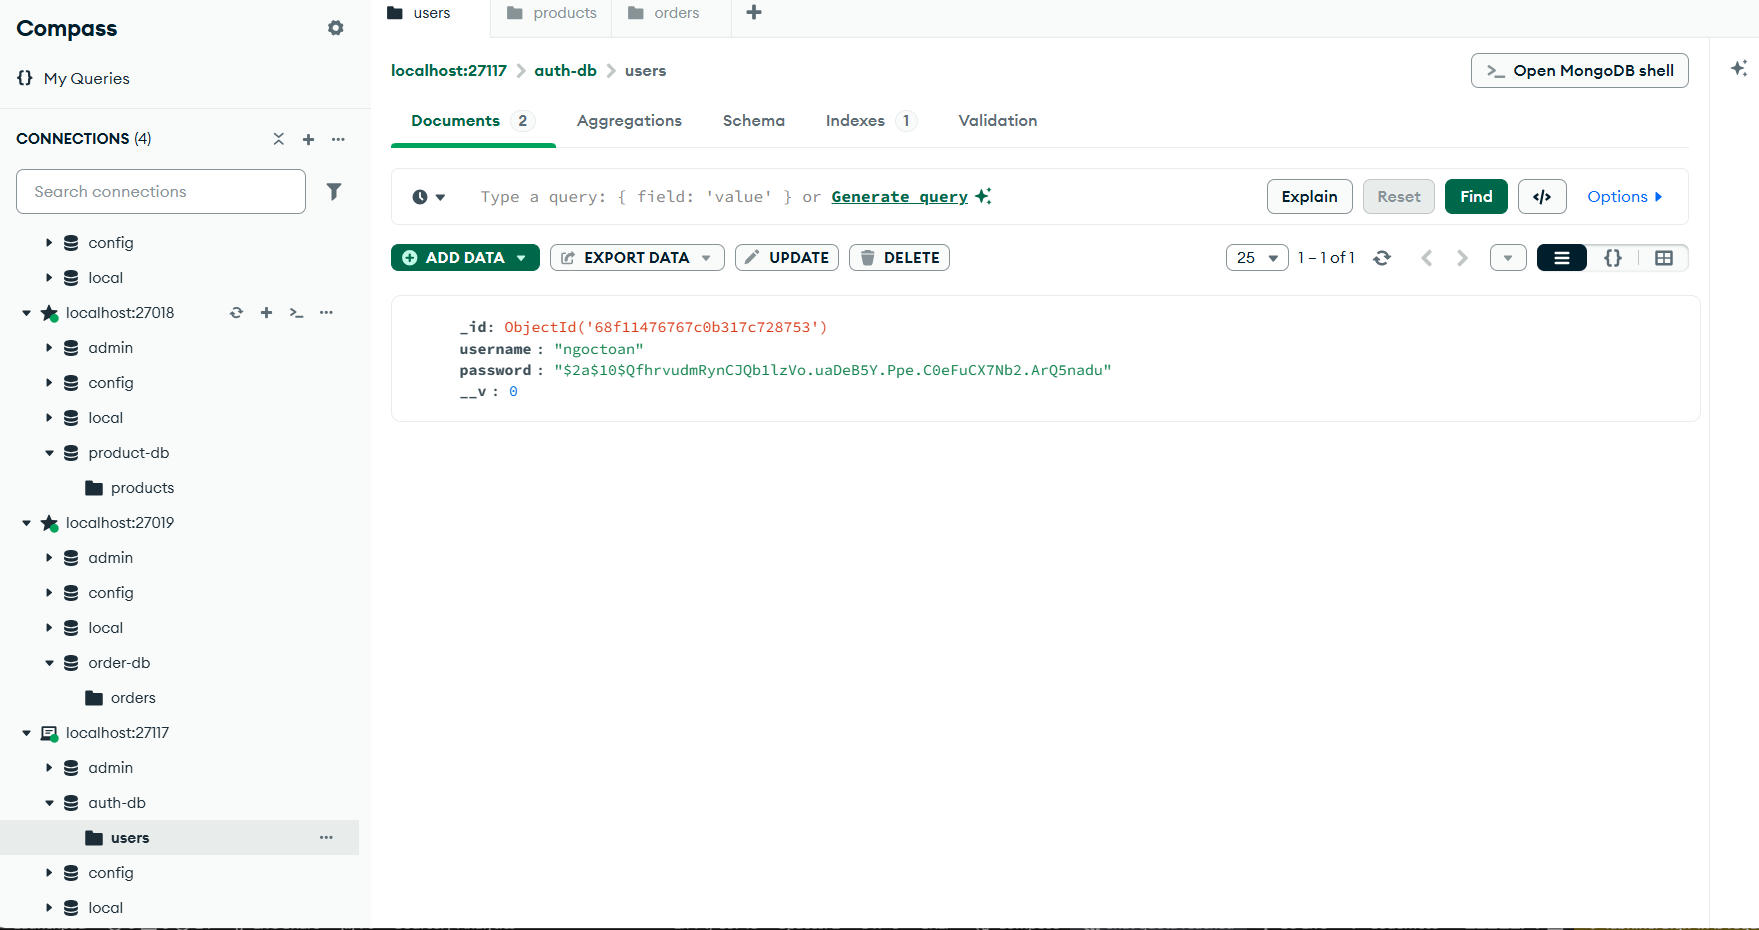 Compass
My Queries
CONNECTIONS (4)
Search connections
config
local
localhost:27018
admin
config
local
product-db
products
localhost:27019
admin
config
local
order-db
orders
localhost:27117
admin
auth-db
users
config
local
users
products
orders
localhost:27117 > auth-db > users
>_ Open MongoDB shell
Documents 2 Aggregations Schema Indexes 1 Validation
Type a query: { field: 'value' } or Generate query
Explain Reset Find </> Options
ADD DATA EXPORT DATA UPDATE DELETE
25 1 – 1 of 1 {}
_id: ObjectId('68f11476767c0b317c728753')
username : "ngoctoan"
password : "$2a$10$QfhrvudmRynCJQb1lzVo.uaDeB5Y.Ppe.C0eFuCX7Nb2.ArQ5nadu"
__v : 0